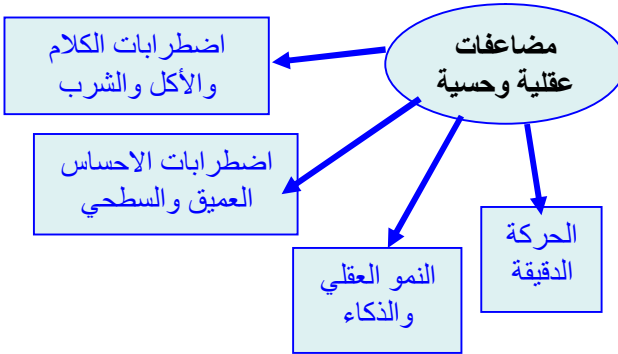 مضاعفات
عقلية وحسية
اضطرابات الكلام
والأكل والشرب
اضطرابات الاحساس
العميق والسطحي
النمو العقلي
والذكاء
الحركة
الدقيقة